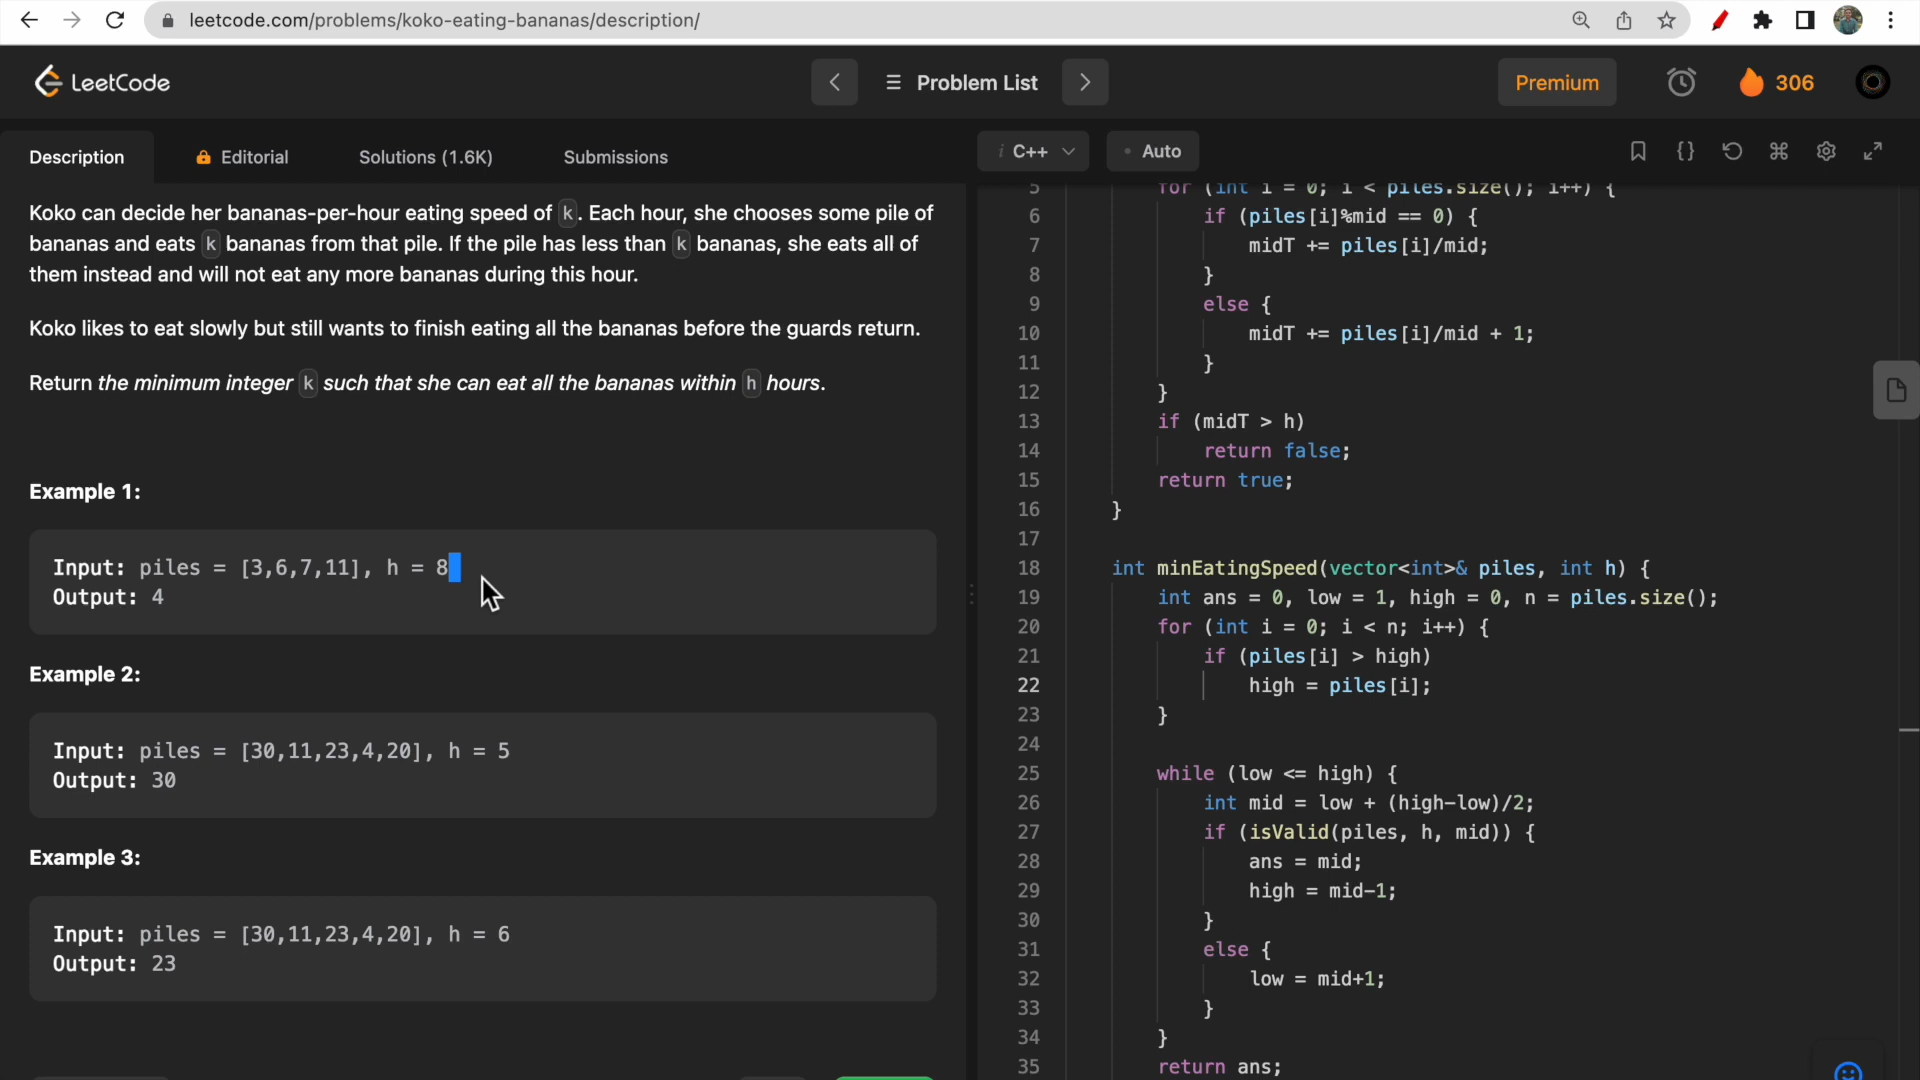 leetcode.com/problems/koko-eating-bananas/description/
LeetCode
Problem List
Premium
306
Description
Editorial
Solutions (1.6K)
Submissions
Koko can decide her bananas-per-hour eating speed of k. Each hour, she chooses some pile of
bananas and eats k bananas from that pile. If the pile has less than k bananas, she eats all of
them instead and will not eat any more bananas during this hour.
Koko likes to eat slowly but still wants to finish eating all the bananas before the guards return.
Return the minimum integer k such that she can eat all the bananas within h hours.
Example 1:
Input: piles = [3,6,7,11], h = 8
Output: 4
Example 2:
Input: piles = [30,11,23,4,20], h = 5
Output: 30
Example 3:
Input: piles = [30,11,23,4,20], h = 6
Output: 23
i C++
Auto
5 for (int i = 0; i < piles.size(); i++) {
6 if (piles[i]%mid == 0) {
7 midT += piles[i]/mid;
8 }
9 else {
10 midT += piles[i]/mid + 1;
11 }
12 }
13 if (midT > h)
14 return false;
15 return true;
16 }
17
18 int minEatingSpeed(vector<int>& piles, int h) {
19 int ans = 0, low = 1, high = 0, n = piles.size();
20 for (int i = 0; i < n; i++) {
21 if (piles[i] > high)
22 high = piles[i];
23 }
24
25 while (low <= high) {
26 int mid = low + (high-low)/2;
27 if (isValid(piles, h, mid)) {
28 ans = mid;
29 high = mid-1;
30 }
31 else {
32 low = mid+1;
33 }
34 }
35 return ans;